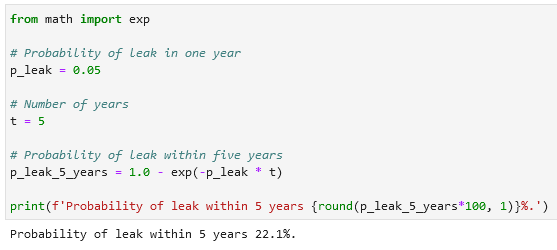 from math import exp
# Probability of leak in one year
p_leak = 0.05
# Number of years
t = 5
# Probability of leak within five years
p_leak_5_years = 1.0 - exp(-p_leak * t)
print(f'Probability of leak within 5 years {round(p_leak_5_years*100, 1)}%.')
Probability of leak within 5 years 22.1%.